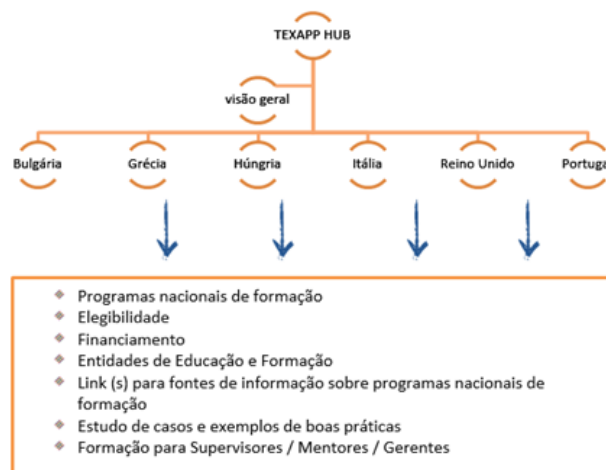 TEXAPP HUB
visão geral
Bulgária
Grécia
Húngria
Itália
Reino Unido
Portuga
Programas nacionais de formação
Elegibilidade
Financiamento
Entidades de Educação e Formação
Link (s) para fontes de informação sobre programas nacionais de
formação
Estudo de casos e exemplos de boas práticas
Formação para Supervisores / Mentores / Gerentes